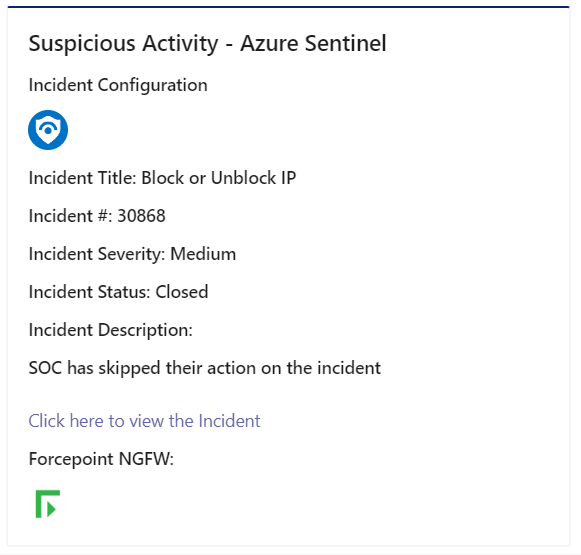 Suspicious Activity - Azure Sentinel
Incident Configuration
Incident Title: Block or Unblock IP
Incident #: 30868
Incident Severity: Medium
Incident Status: Closed
Incident Description:
SOC has skipped their action on the incident
Click here to view the Incident
Forcepoint NGFW: